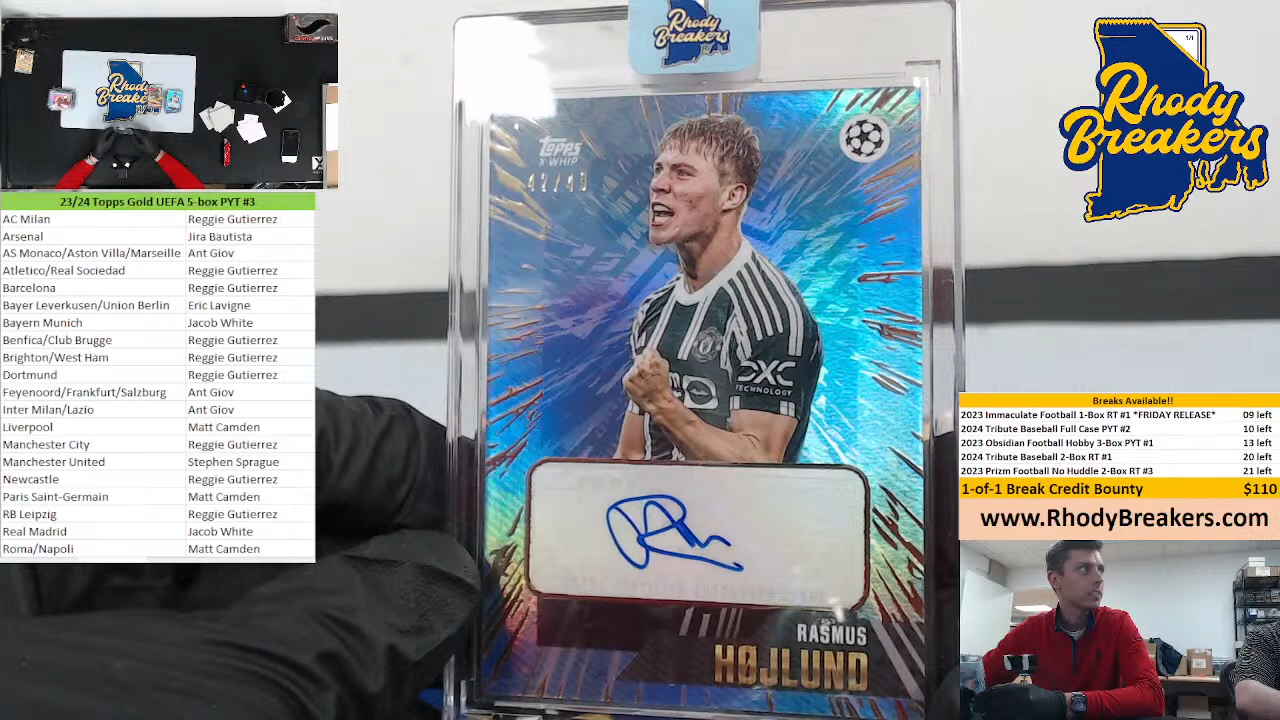 Rhody
Breakers
23/24 Topps Gold UEFA 5-box PYT #3
AC Milan Reggie Gutierrez
Arsenal Jira Bautista
AS Monaco/Aston Villa/Marseille Ant Giov
Atletico/Real Sociedad Reggie Gutierrez
Barcelona Reggie Gutierrez
Bayer Leverkusen/Union Berlin Eric Lavigne
Bayern Munich Jacob White
Benfica/Club Brugge Reggie Gutierrez
Brighton/West Ham Reggie Gutierrez
Dortmund Reggie Gutierrez
Feyenoord/Frankfurt/Salzburg Ant Giov
Inter Milan/Lazio Ant Giov
Liverpool Matt Camden
Manchester City Reggie Gutierrez
Manchester United Stephen Sprague
Newcastle Reggie Gutierrez
Paris Saint-Germain Matt Camden
RB Leipzig Reggie Gutierrez
Real Madrid Jacob White
Roma/Napoli Matt Camden
Rhody
Breakers
TOPPS
X WHIP
DXC
TECHNOLOGY
RASMUS
HØJLUND
1/1
Rhody
Breakers
Breaks Available!!
2023 Immaculate Football 1-Box RT #1 *FRIDAY RELEASE* 09 left
2024 Tribute Baseball Full Case PYT #2 10 left
2023 Obsidian Football Hobby 3-Box PYT #1 13 left
2024 Tribute Baseball 2-Box RT #1 20 left
2023 Prizm Football No Huddle 2-Box RT #3 21 left
1-of-1 Break Credit Bounty $110
www.RhodyBreakers.com